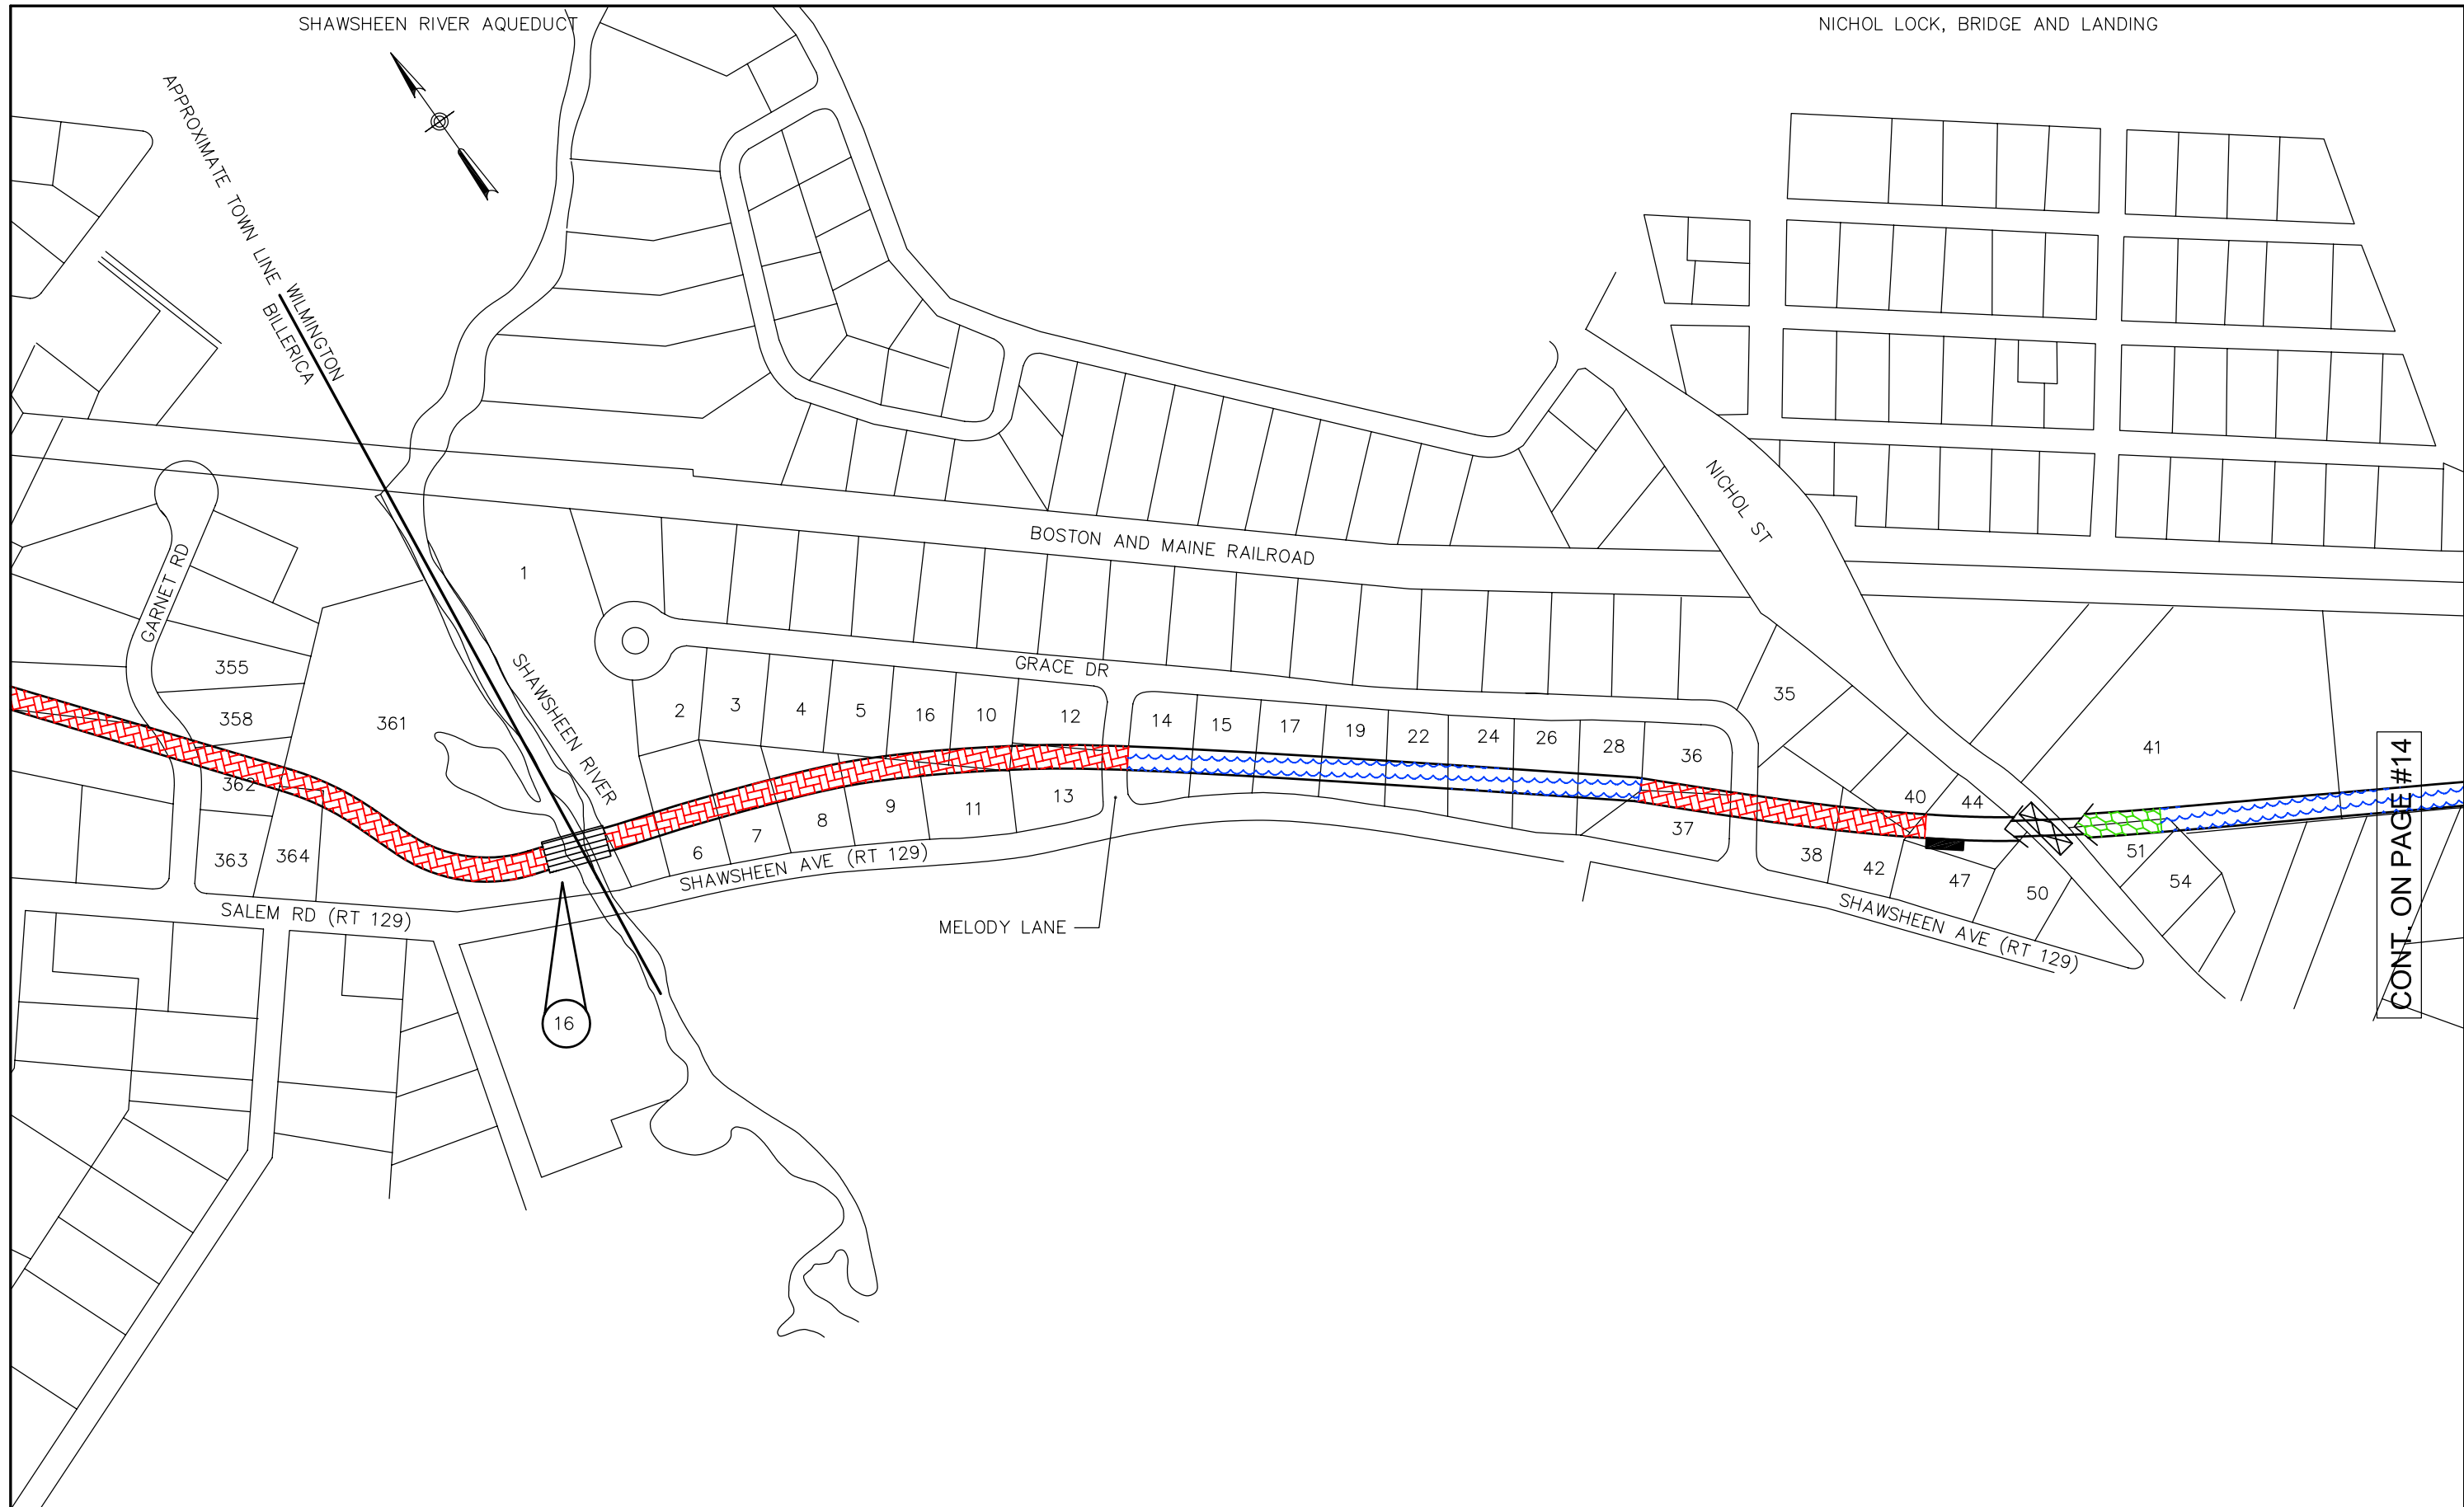 SHAWSHEEN RIVER AQUEDUCT
NICHOL LOCK, BRIDGE AND LANDING
APPROXIMATE TOWN LINE
WILMINGTON
BILLERICA
NICHOL ST
BOSTON AND MAINE RAILROAD
GARNET RD
1
GRACE DR
SHAWSHEEN RIVER
355
358
361
362
363
364
2
3
4
5
16
10
12
14
15
17
19
22
24
26
28
36
35
41
6
7
8
9
11
13
37
38
40
42
44
47
50
51
54
SALEM RD (RT 129)
SHAWSHEEN AVE (RT 129)
MELODY LANE
SHAWSHEEN AVE (RT 129)
16
CONT. ON PAGE #14